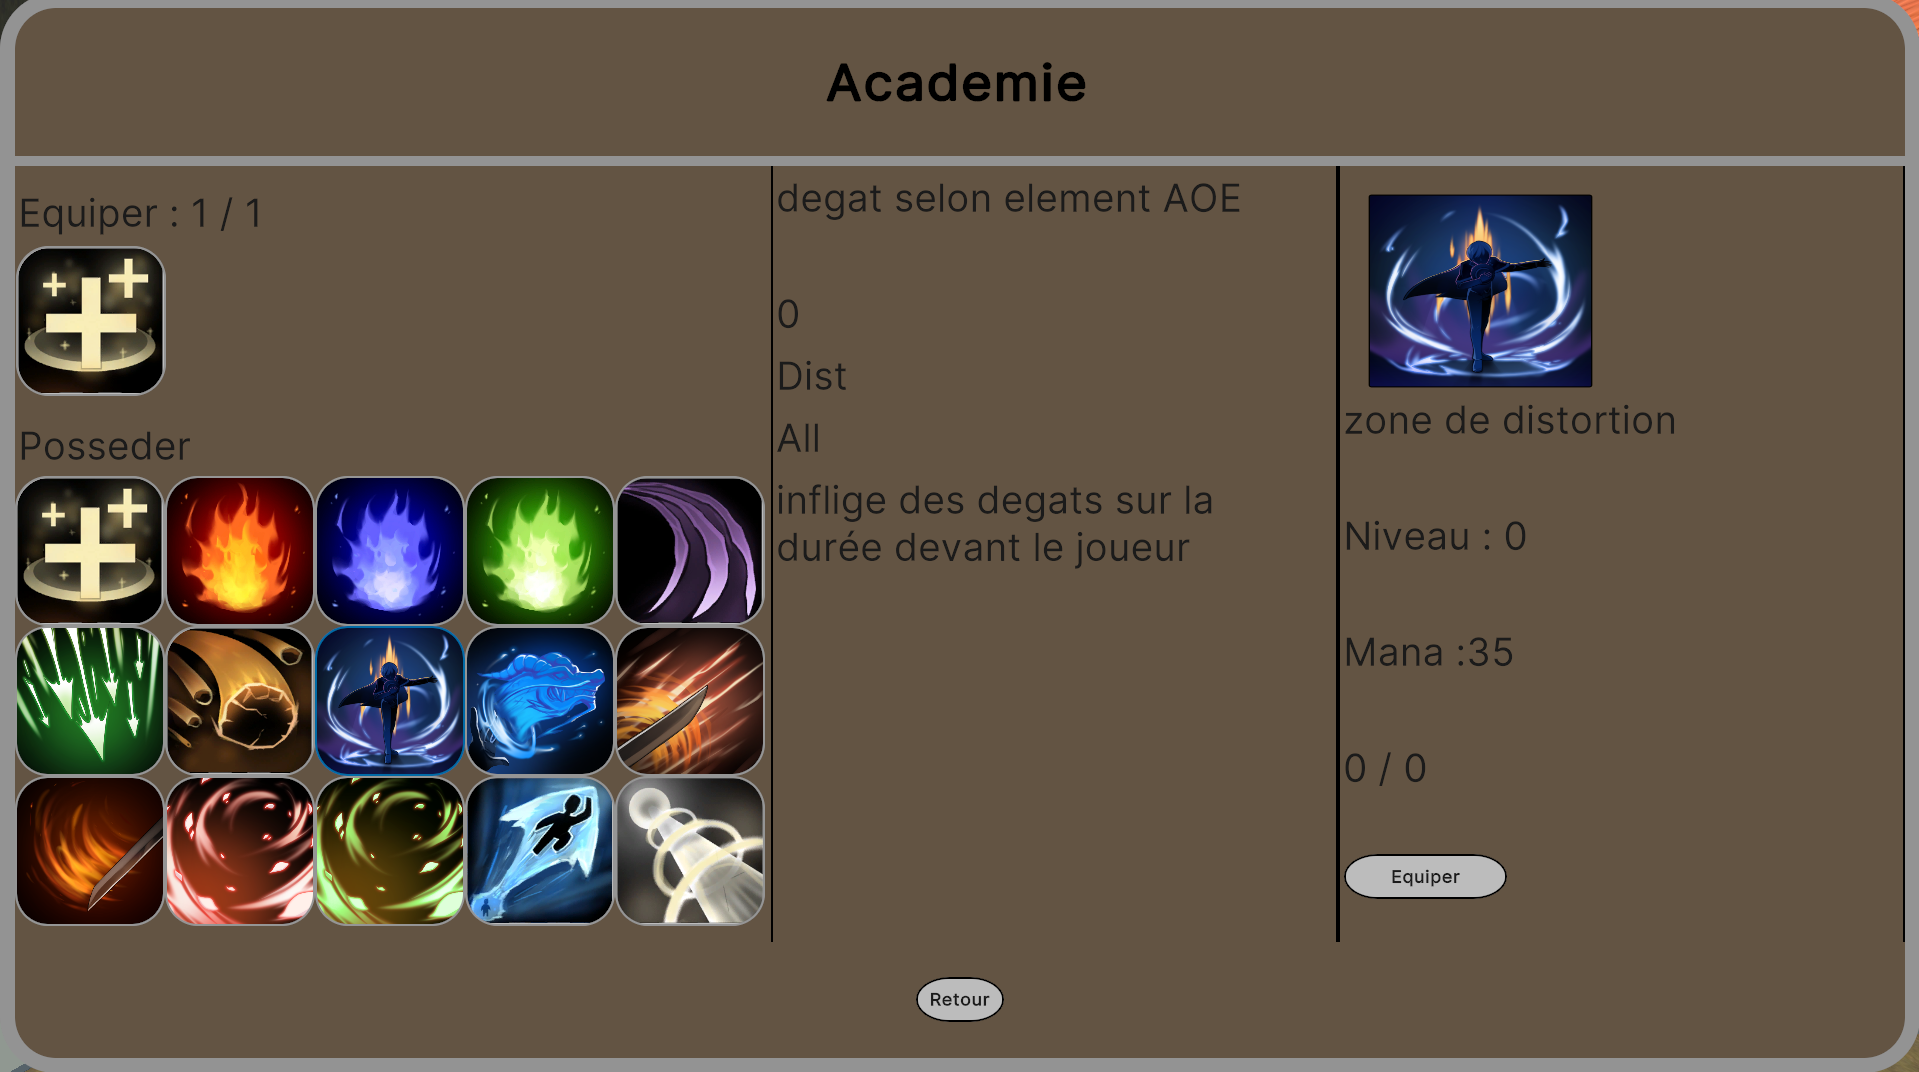 Academie
Equiper : 1 / 1
Posseder
degat selon element AOE
0
Dist
All
inflige des degats sur la
durée devant le joueur
zone de distortion
Niveau : 0
Mana :35
0 / 0
Equiper
Retour